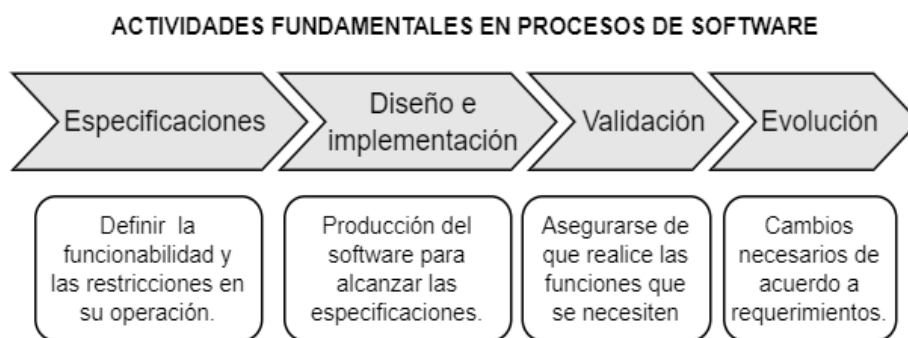 ACTIVIDADES FUNDAMENTALES EN PROCESOS DE SOFTWARE
Especificaciones
Diseño e
implementación
Validación
Evolución
Definir la
funcionabilidad y
las restricciones en
su operación.
Producción del
software para
alcanzar las
especificaciones.
Asegurarse de
que realice las
funciones que
se necesiten
Cambios
necesarios de
acuerdo a
requerimientos.